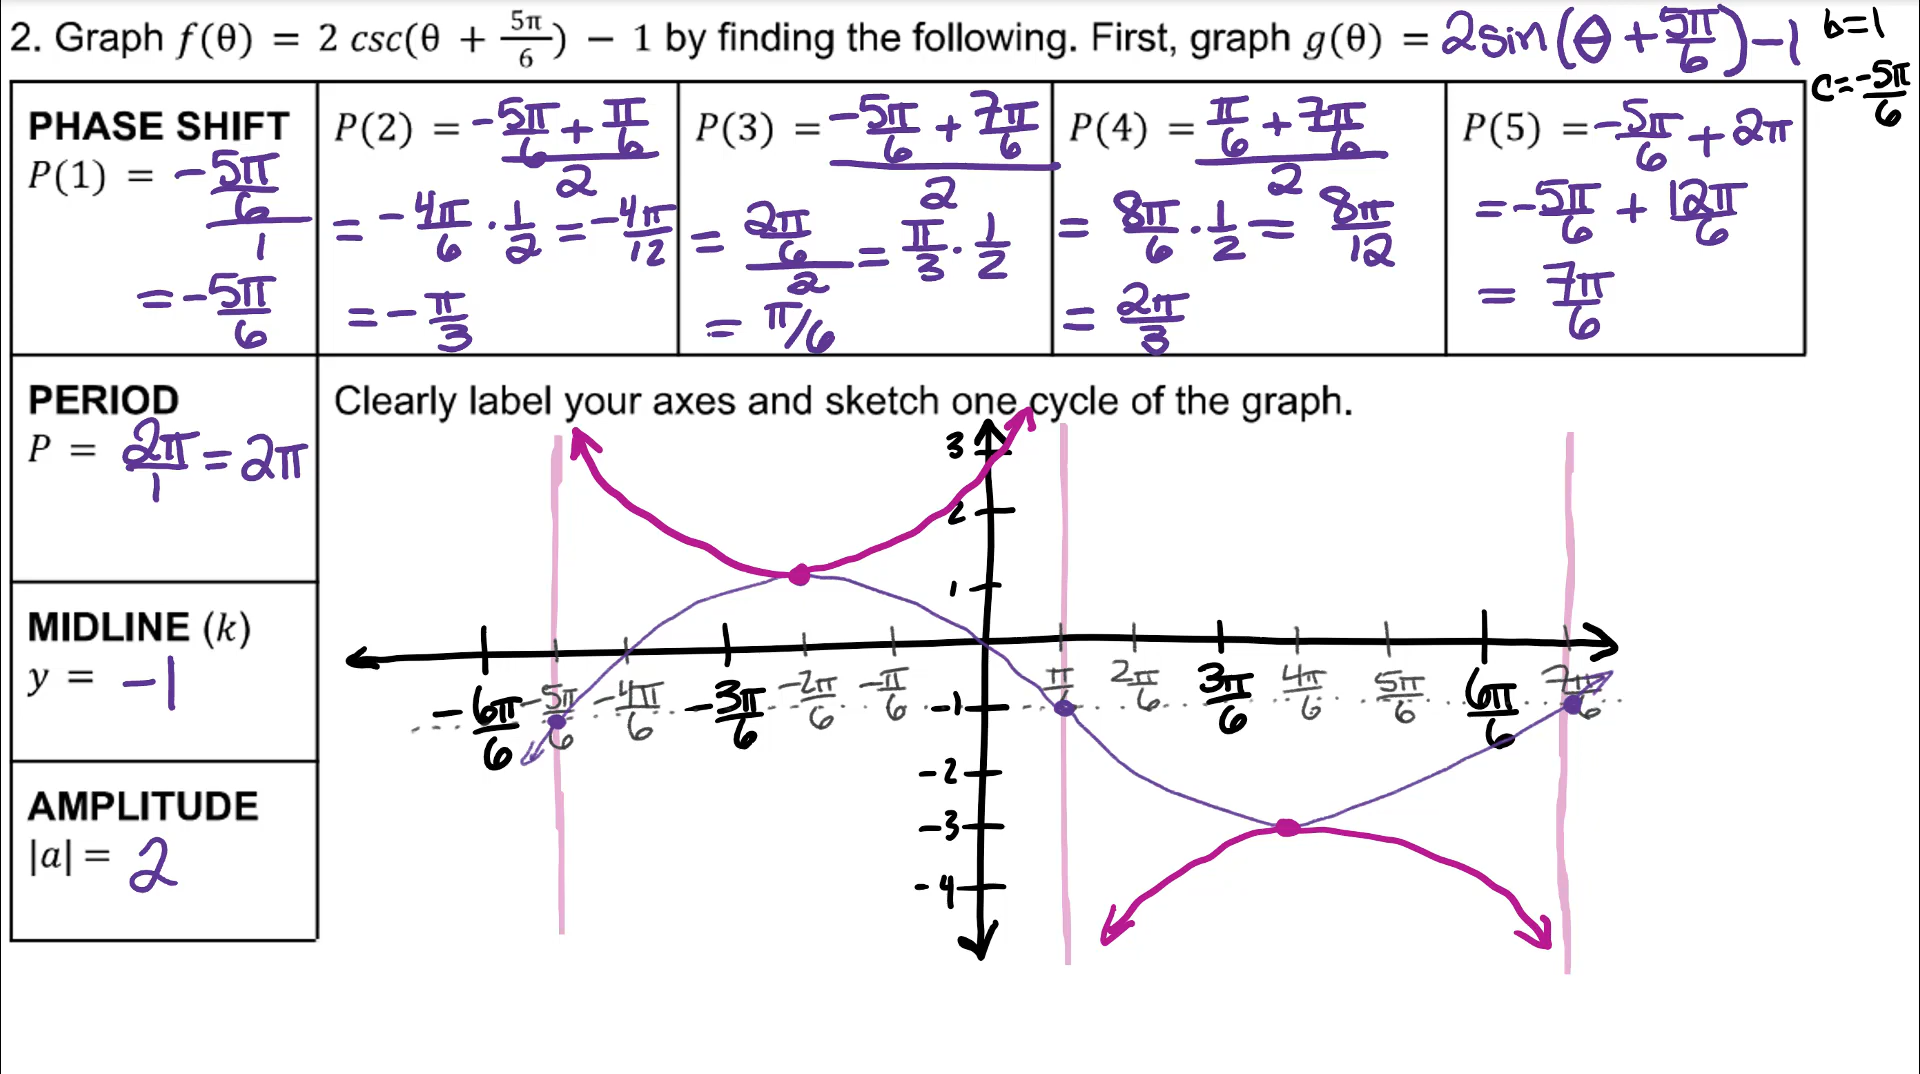 2. Graph f(θ) = 2 csc(θ + 5π/6) − 1 by finding the following. First, graph g(θ) = 2sin(θ + 5π/6) − 1
b=1
c = -5π/6
PHASE SHIFT
P(1) = -5π/6 / 1
= -5π/6
P(2) = (-5π/6 + π/6) / 2
= -4π/6 · 1/2 = -4π/12
= -π/3
P(3) = (-5π/6 + 7π/6) / 2
= 2π/6 / 2 = π/3 · 1/2
= π/6
P(4) = (π/6 + 7π/6) / 2
= 8π/6 · 1/2 = 8π/12
= 2π/3
P(5) = -5π/6 + 2π
= -5π/6 + 12π/6
= 7π/6
PERIOD
P = 2π/1 = 2π
MIDLINE (k)
y = -1
AMPLITUDE
|a| = 2
Clearly label your axes and sketch one cycle of the graph.
3
2
1
-6π/6 -5π/6 -4π/6 -3π/6 -2π/6 -π/6 π/6 2π/6 3π/6 4π/6 5π/6 6π/6 7π/6
-1
-2
-3
-4